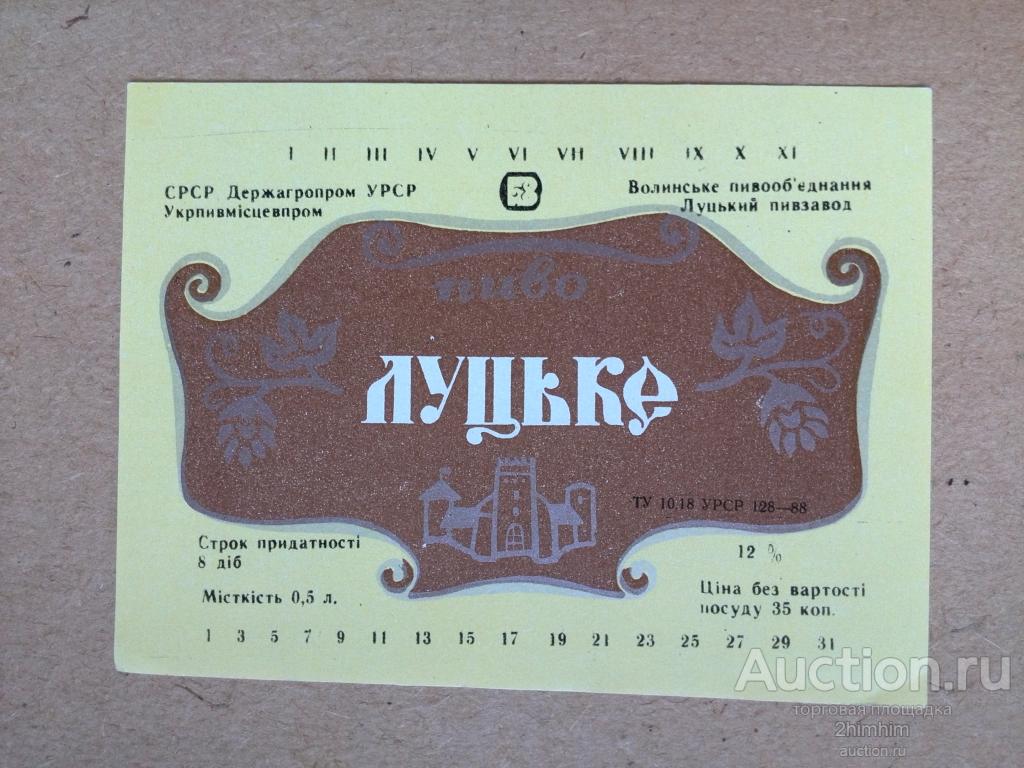 I II III IV V VI VII VIII IX X XI
СРСР Держагропром УРСР
Укрпивмісцевпром
Волинське пивооб'єднання
Луцький пивзавод
пиво
ЛУЦЬКЕ
ТУ 10.18 УРСР 128—88
Строк придатності
8 діб
12 %
Місткість 0,5 л.
Ціна без вартості
посуду 35 коп.
1 3 5 7 9 11 13 15 17 19 21 23 25 27 29 31
Auction.ru
торговая площадка
2himhim
auction.ru